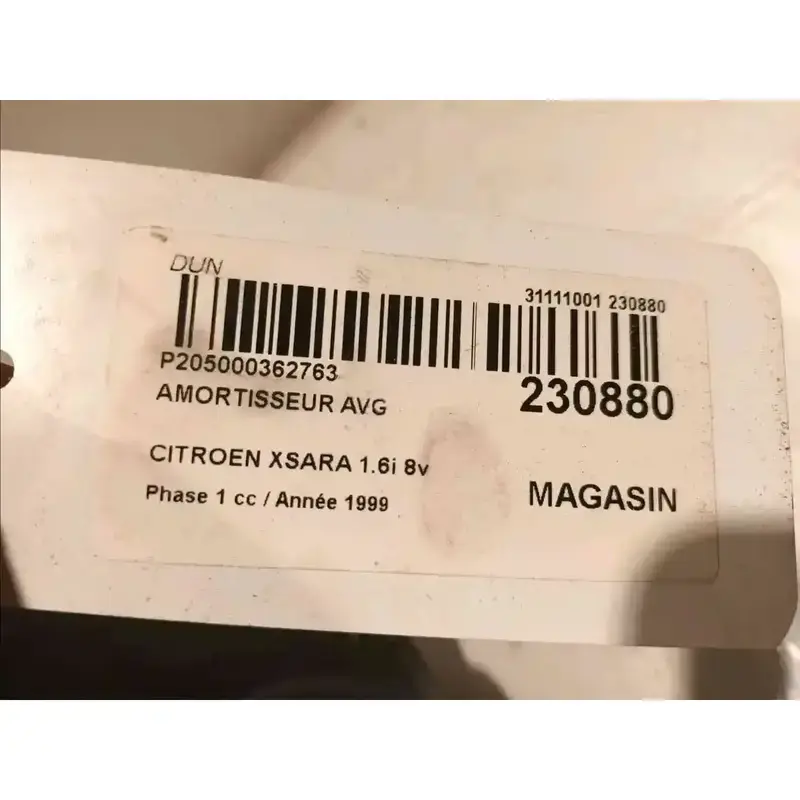 DUN
31111001 230880
P205000362763
230880
AMORTISSEUR AVG
CITROEN XSARA 1.6i 8v
Phase 1 cc / Année 1999
MAGASIN